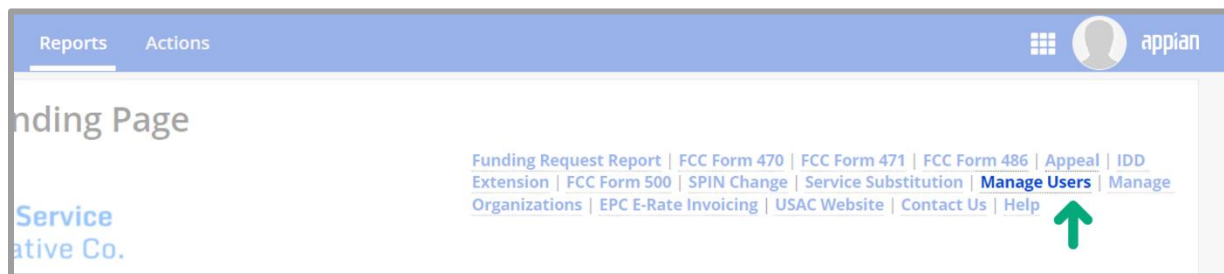 Reports Actions appian
nding Page
Funding Request Report | FCC Form 470 | FCC Form 471 | FCC Form 486 | Appeal | IDD
Extension | FCC Form 500 | SPIN Change | Service Substitution | Manage Users | Manage
Organizations | EPC E-Rate Invoicing | USAC Website | Contact Us | Help
Service
ative Co.